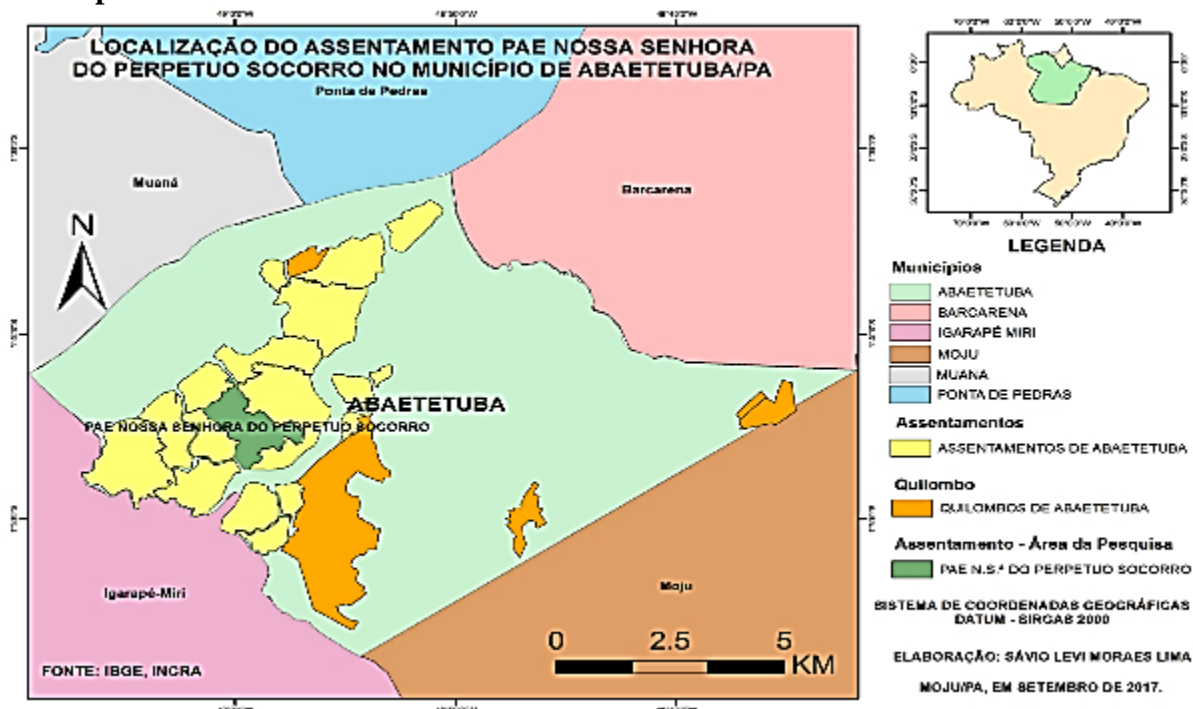 LOCALIZAÇÃO DO ASSENTAMENTO PAE NOSSA SENHORA
DO PERPETUO SOCORRO NO MUNICÍPIO DE ABAETETUBA/PA
Ponta de Pedras
Muaná
Barcarena
N
ABAETETUBA
PAE NOSSA SENHORA DO PERPETUO SOCORRO
Igarapé-Miri
Moju
0 2.5 5
KM
FONTE: IBGE, INCRA
LEGENDA
Municípios
ABAETETUBA
BARCARENA
IGARAPÉ MIRI
MOJU
MUANA
PONTA DE PEDRAS
Assentamentos
ASSENTAMENTOS DE ABAETETUBA
Quilombo
QUILOMBOS DE ABAETETUBA
Assentamento - Área da Pesquisa
PAE N.S.ª DO PERPETUO SOCORRO
SISTEMA DE COORDENADAS GEOGRÁFICAS
DATUM - SIRGAS 2000
ELABORAÇÃO: SÁVIO LEVI MORAES LIMA
MOJU/PA, EM SETEMBRO DE 2017.